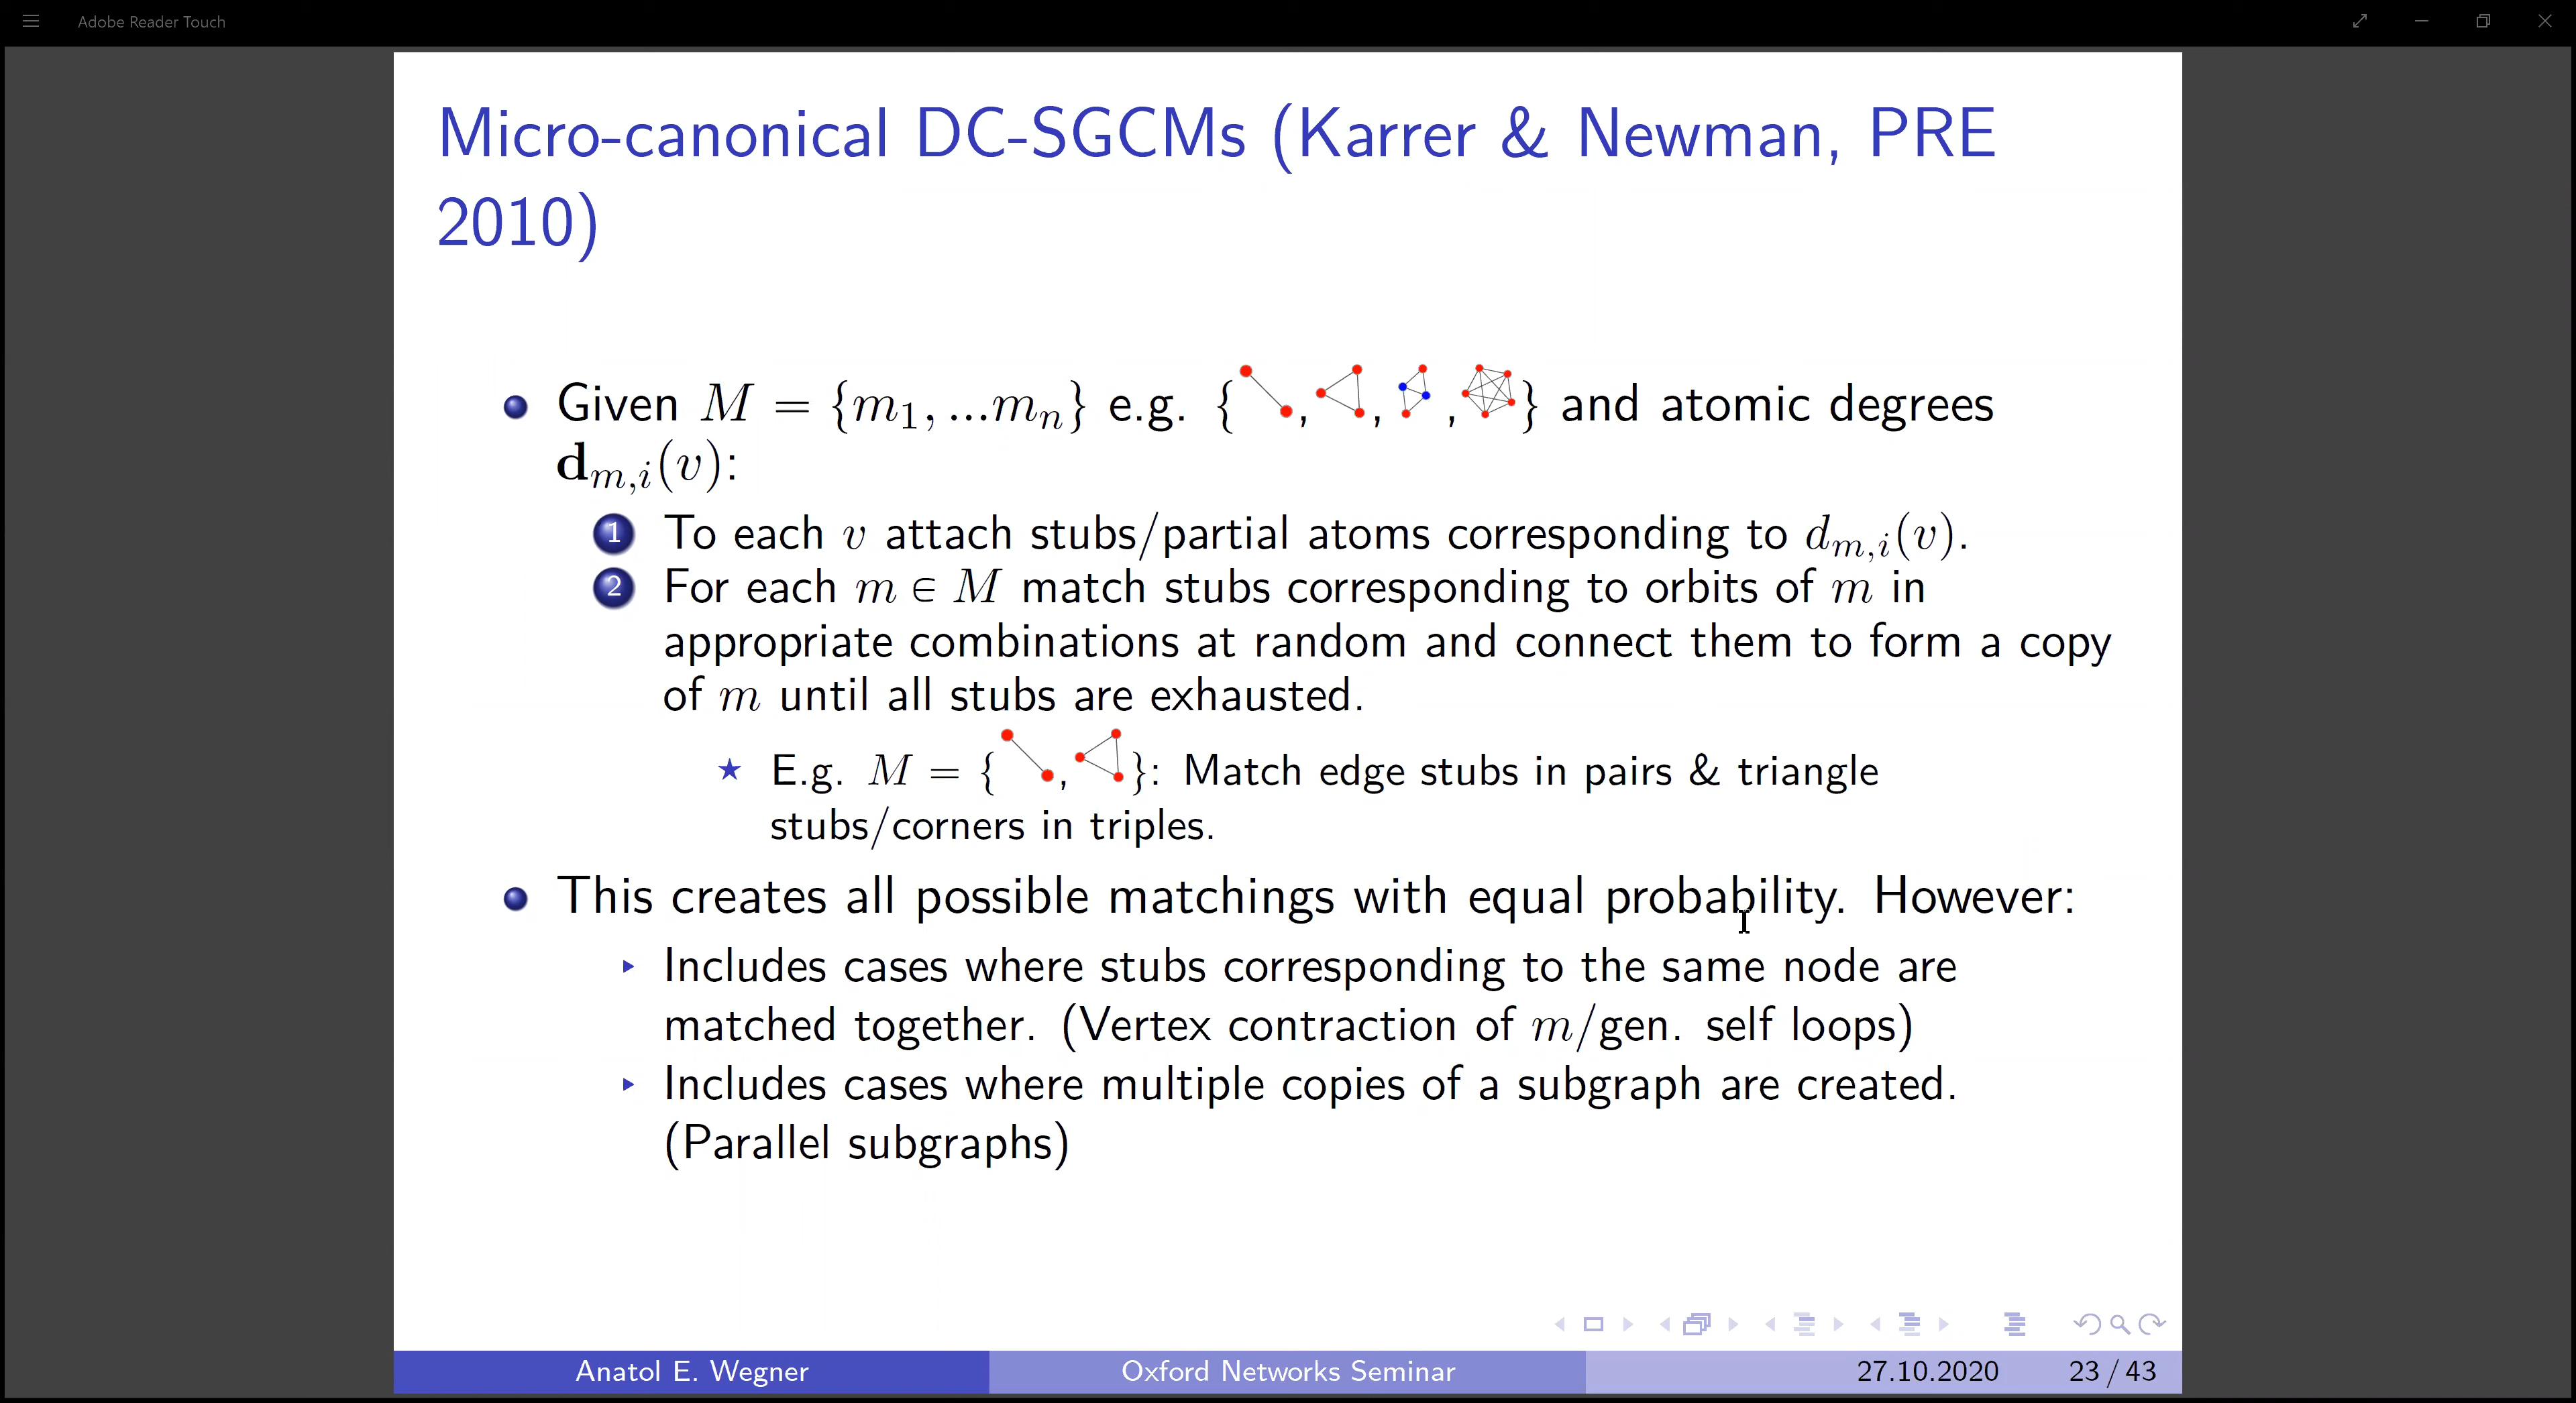 Adobe Reader Touch
Micro-canonical DC-SGCMs (Karrer & Newman, PRE
2010)
Given M = {m₁, ...mₙ} e.g. { , , , } and atomic degrees
d_{m,i}(v):
1 To each v attach stubs/partial atoms corresponding to d_{m,i}(v).
2 For each m ∈ M match stubs corresponding to orbits of m in
appropriate combinations at random and connect them to form a copy
of m until all stubs are exhausted.
★ E.g. M = { , }: Match edge stubs in pairs & triangle
stubs/corners in triples.
This creates all possible matchings with equal probability. However:
Includes cases where stubs corresponding to the same node are
matched together. (Vertex contraction of m/gen. self loops)
Includes cases where multiple copies of a subgraph are created.
(Parallel subgraphs)
Anatol E. Wegner Oxford Networks Seminar 27.10.2020 23 / 43